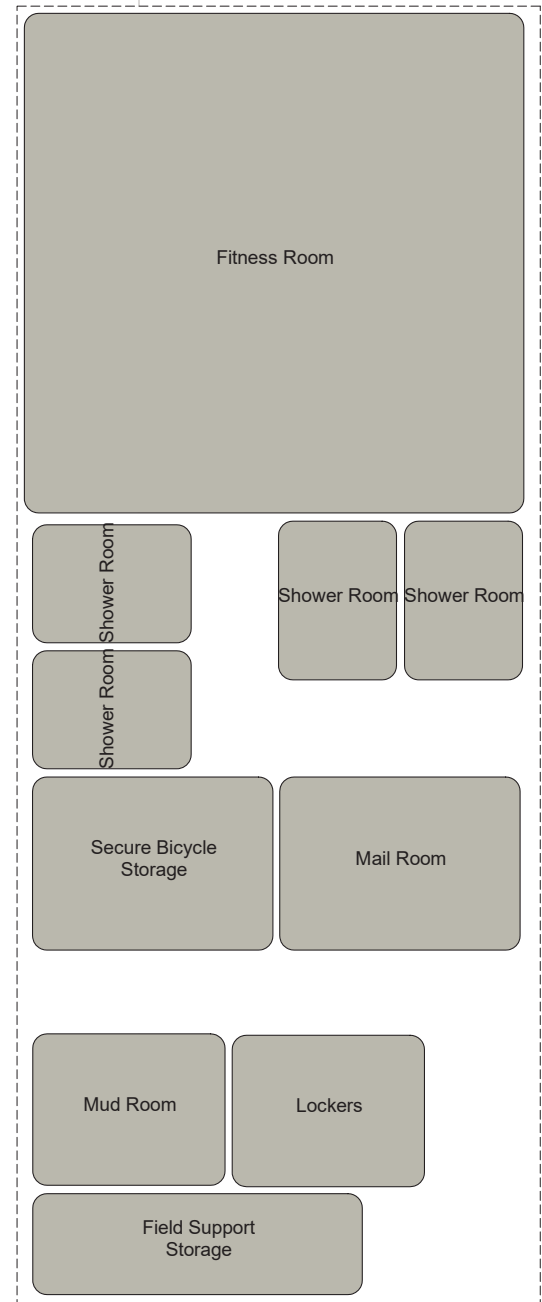 Fitness Room
Shower Room
Shower Room
Shower Room
Shower Room
Secure Bicycle
Storage
Mail Room
Mud Room
Lockers
Field Support
Storage